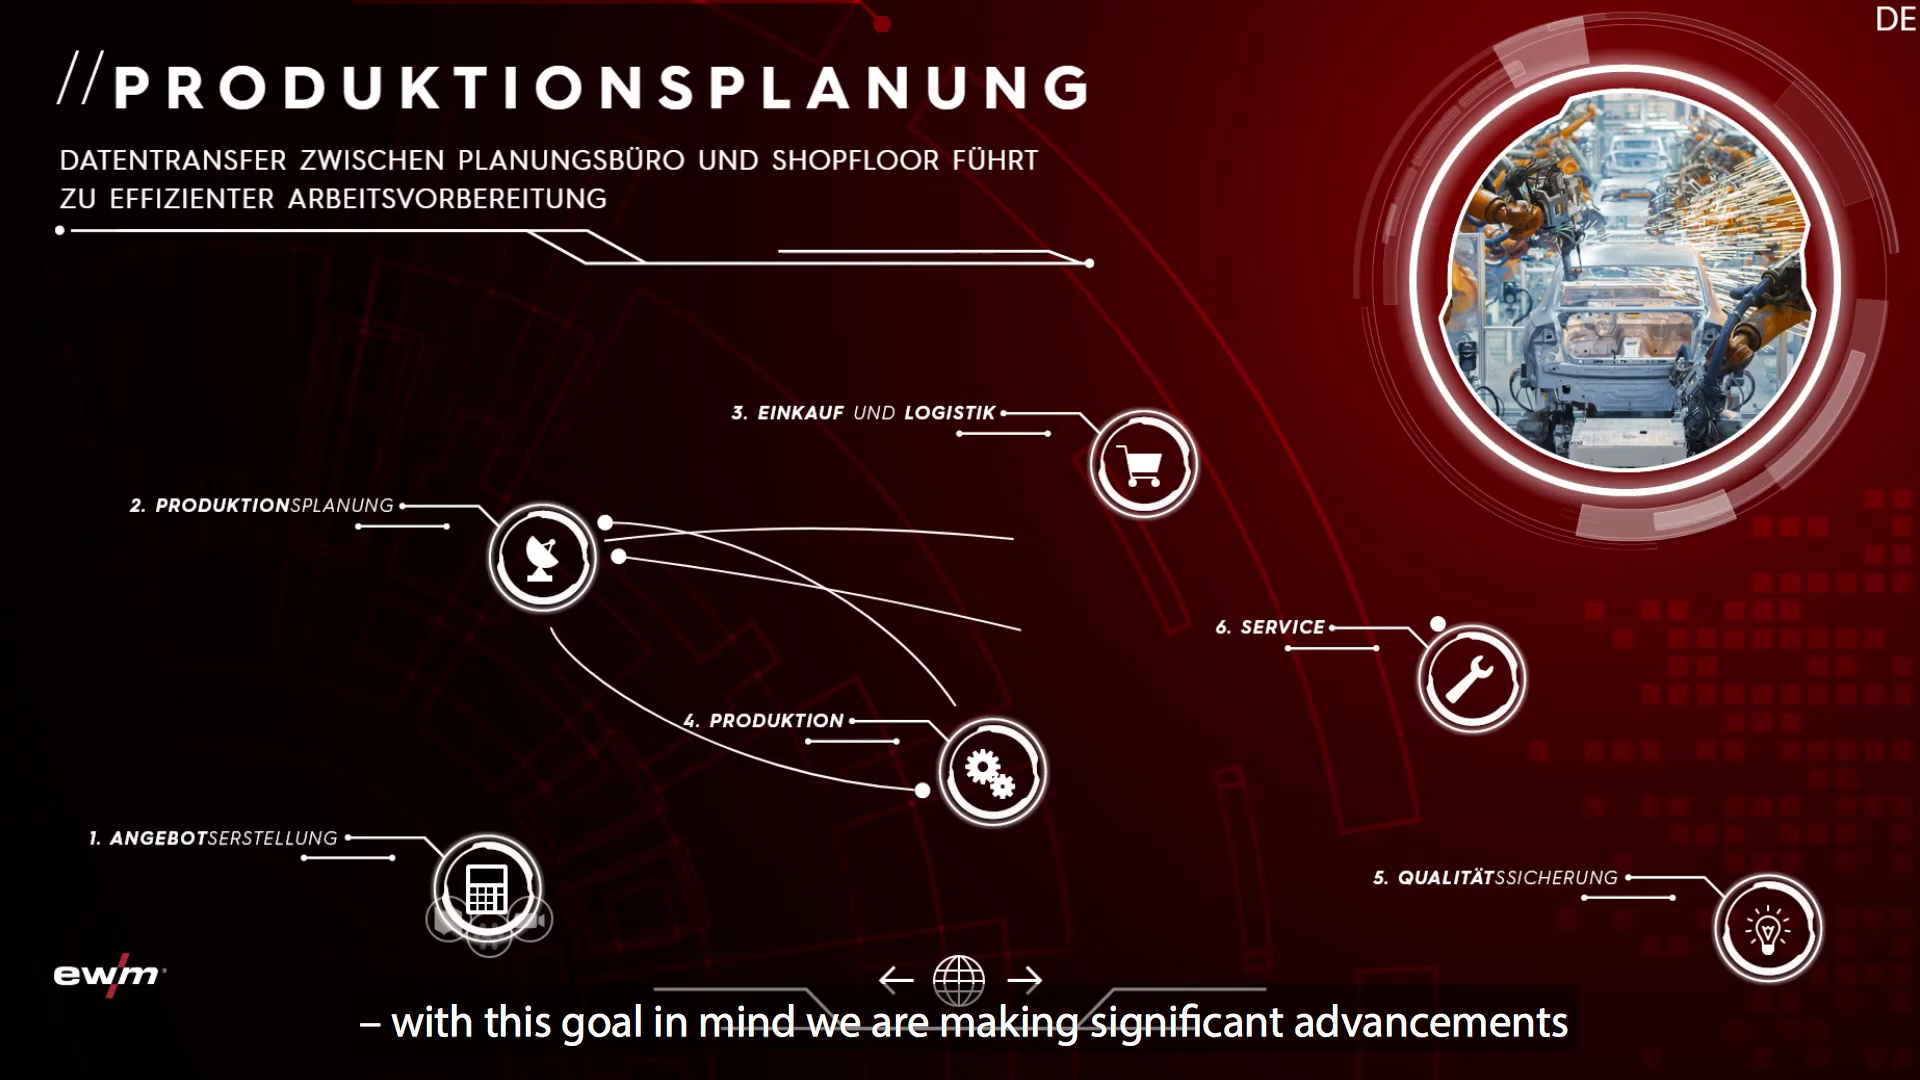 DE
//PRODUKTIONSPLANUNG
DATENTRANSFER ZWISCHEN PLANUNGSBÜRO UND SHOPFLOOR FÜHRT
ZU EFFIZIENTER ARBEITSVORBEREITUNG
3. EINKAUF UND LOGISTIK
2. PRODUKTIONSPLANUNG
6. SERVICE
4. PRODUKTION
1. ANGEBOTSERSTELLUNG
5. QUALITÄTSSICHERUNG
ewm
– with this goal in mind we are making significant advancements